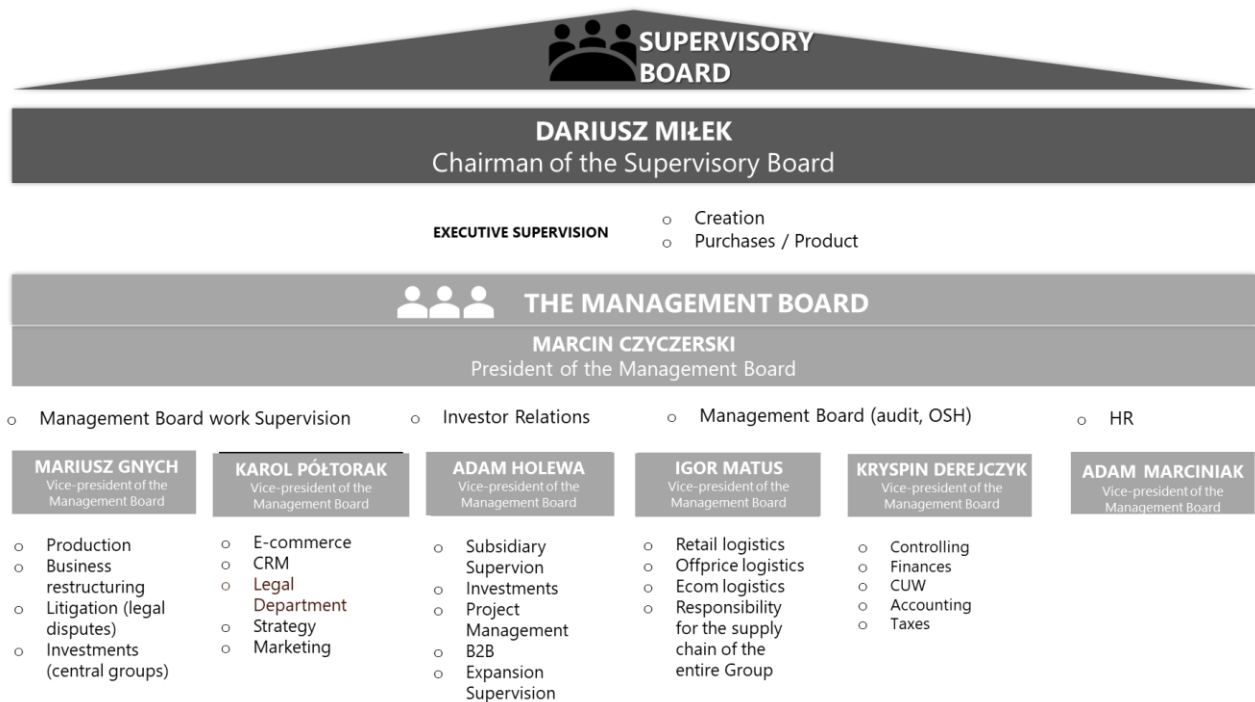 SUPERVISORY
BOARD
DARIUSZ MIŁEK
Chairman of the Supervisory Board
EXECUTIVE SUPERVISION
o Creation
o Purchases / Product
THE MANAGEMENT BOARD
MARCIN CZYCZERSKI
President of the Management Board
o Management Board work Supervision
o Investor Relations
o Management Board (audit, OSH)
o HR
MARIUSZ GNYCH
Vice-president of the
Management Board
o Production
o Business
restructuring
o Litigation (legal
disputes)
o Investments
(central groups)
KAROL PÓŁTORAK
Vice-president of the
Management Board
o E-commerce
o CRM
o Legal
Department
o Strategy
o Marketing
ADAM HOLEWA
Vice-president of the
Management Board
o Subsidiary
Supervion
o Investments
o Project
Management
o B2B
o Expansion
Supervision
IGOR MATUS
Vice-president of the
Management Board
o Retail logistics
o Offprice logistics
o Ecom logistics
o Responsibility
for the supply
chain of the
entire Group
KRYSPIN DEREJCZYK
Vice-president of the
Management Board
o Controlling
o Finances
o CUW
o Accounting
o Taxes
ADAM MARCINIAK
Vice-president of the
Management Board